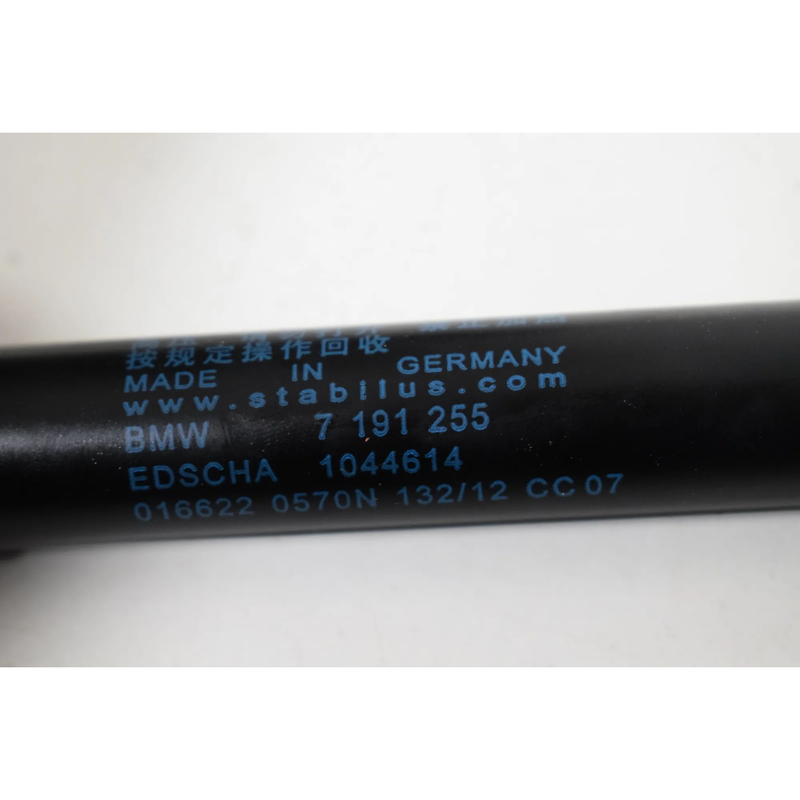 按规定操作回收
MADE IN GERMANY
www.stabilus.com
BMW 7 191 255
EDSCHA 1044614
016622 0570N 132/12 CC 07